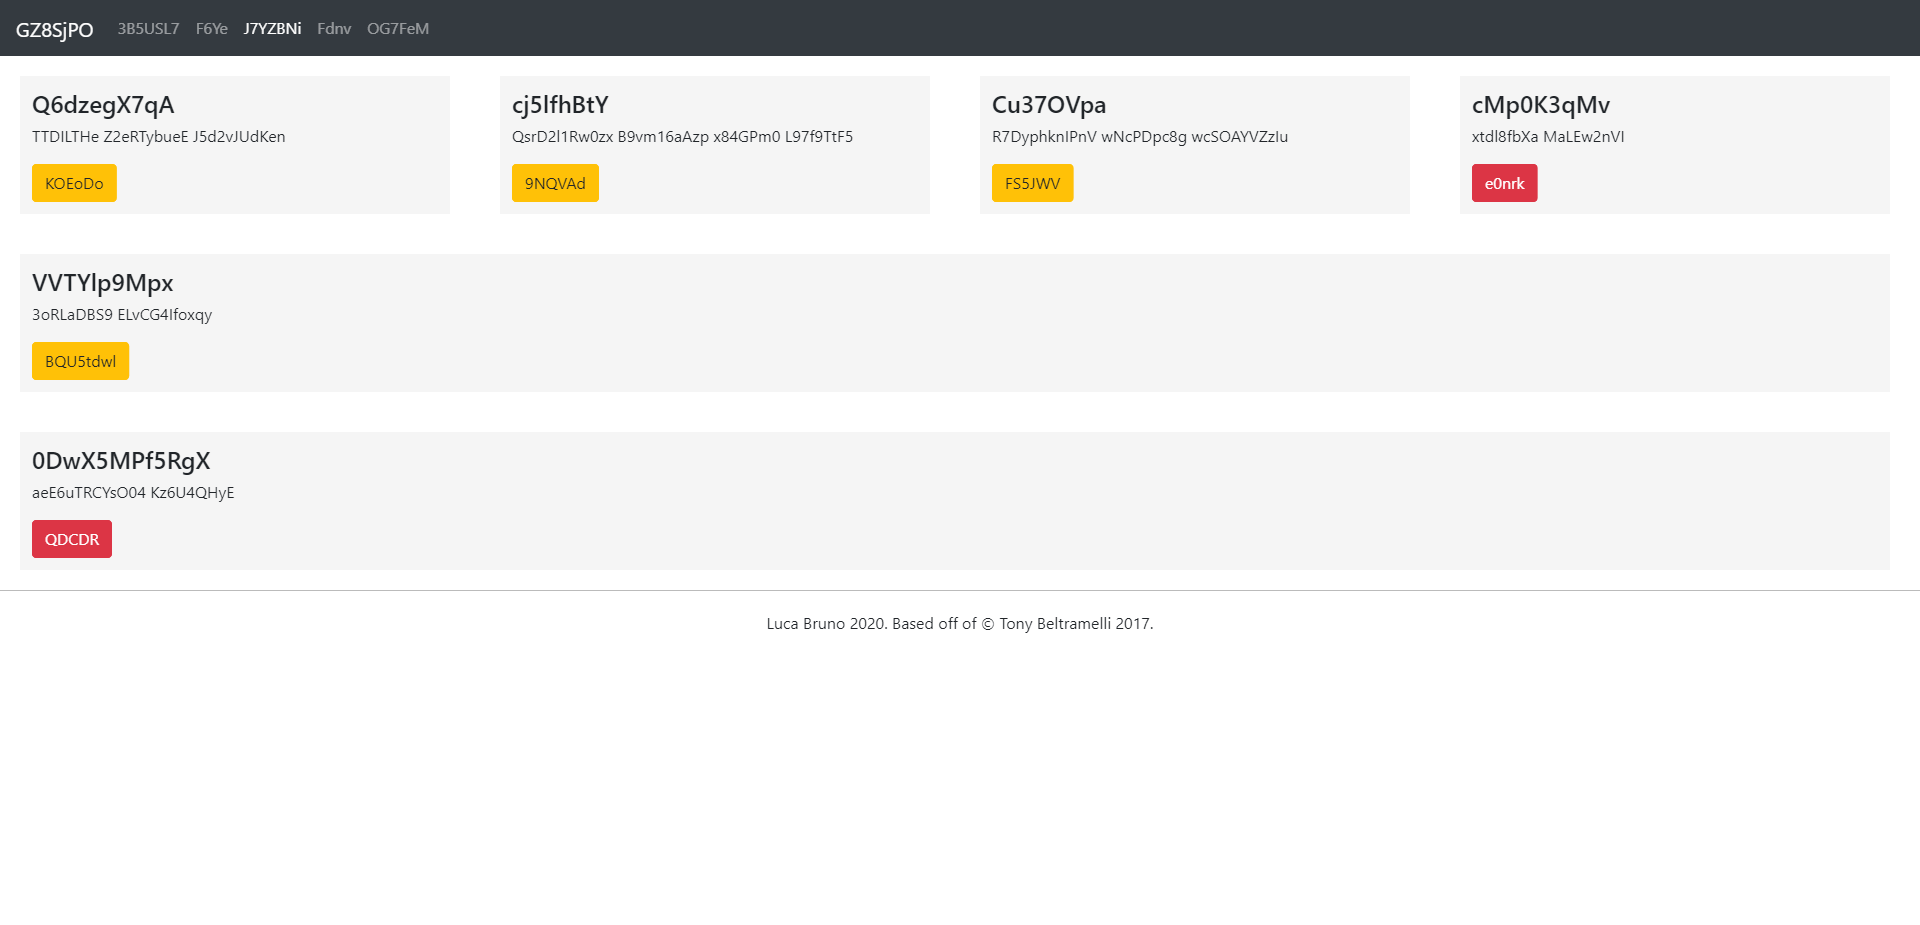 GZ8SjPO 3B5USL7 F6Ye J7YZBNi Fdnv OG7FeM
Q6dzegX7qA
TTDILTHe Z2eRTybueE J5d2vJUdKen
KOEoDo
cj5lfhBtY
QsrD2l1Rw0zx B9vm16aAzp x84GPm0 L97f9TtF5
9NQVAd
Cu37OVpa
R7DyphknIPnV wNcPDpc8g wcSOAYVZzIu
FS5JWV
cMp0K3qMv
xtdl8fbXa MaLEw2nVI
e0nrk
VVTYlp9Mpx
3oRLaDBS9 ELvCG4Ifoxqy
BQU5tdwl
0DwX5MPf5RgX
aeE6uTRCYsO04 Kz6U4QHyE
QDCDR
Luca Bruno 2020. Based off of © Tony Beltramelli 2017.